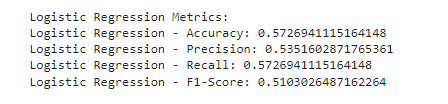 Logistic Regression Metrics:
Logistic Regression - Accuracy: 0.5726941115164148
Logistic Regression - Precision: 0.5351602871765361
Logistic Regression - Recall: 0.5726941115164148
Logistic Regression - F1-Score: 0.5103026487162264